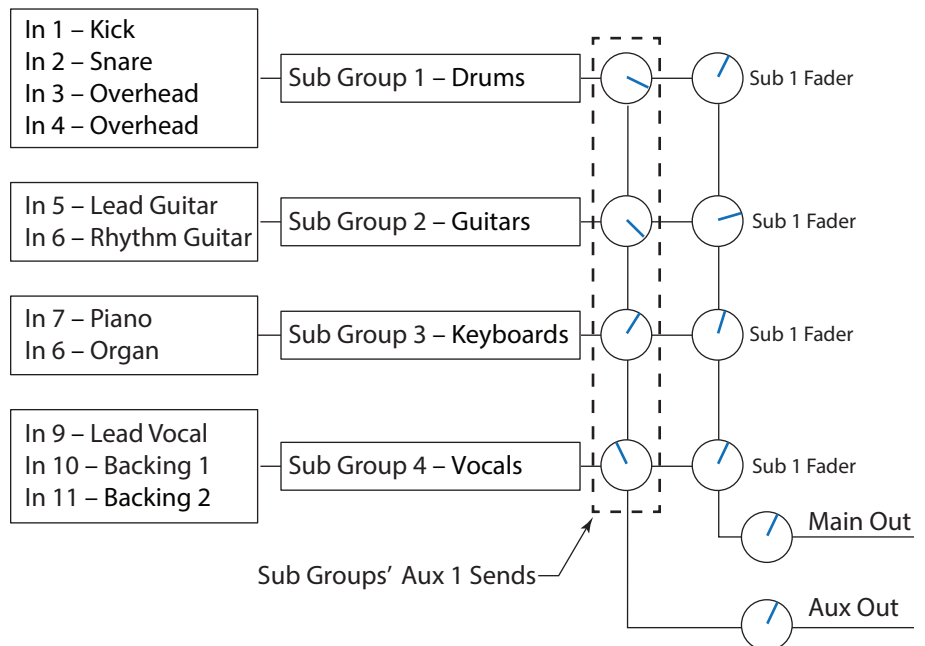 In 1 – Kick
In 2 – Snare
In 3 – Overhead
In 4 – Overhead
Sub Group 1 – Drums
Sub 1 Fader
In 5 – Lead Guitar
In 6 – Rhythm Guitar
Sub Group 2 – Guitars
Sub 1 Fader
In 7 – Piano
In 6 – Organ
Sub Group 3 – Keyboards
Sub 1 Fader
In 9 – Lead Vocal
In 10 – Backing 1
In 11 – Backing 2
Sub Group 4 – Vocals
Sub 1 Fader
Main Out
Sub Groups’ Aux 1 Sends
Aux Out